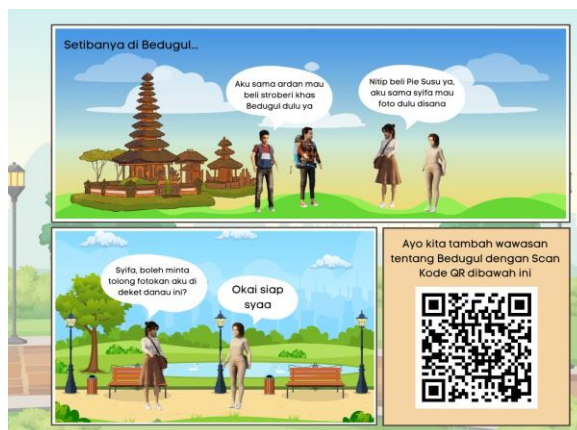 Setibanya di Bedugul...
Aku sama ardan mau
beli stroberi khas
Bedugul dulu ya
Nitip beli Pie Susu ya,
aku sama syifa mau
foto dulu disana
Syifa, boleh minta
tolong fotokan aku di
deket danau ini?
Okai siap
syaa
Ayo kita tambah wawasan
tentang Bedugul dengan Scan
Kode QR dibawah ini